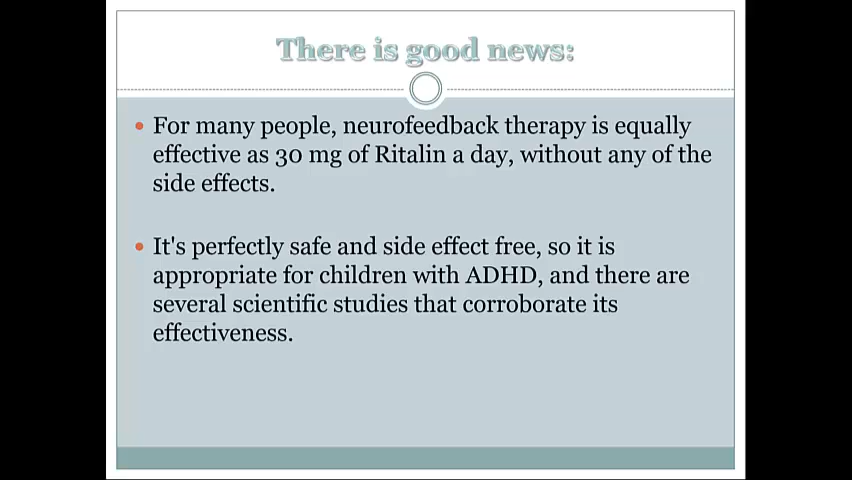 There is good news:
For many people, neurofeedback therapy is equally
effective as 30 mg of Ritalin a day, without any of the
side effects.
It's perfectly safe and side effect free, so it is
appropriate for children with ADHD, and there are
several scientific studies that corroborate its
effectiveness.